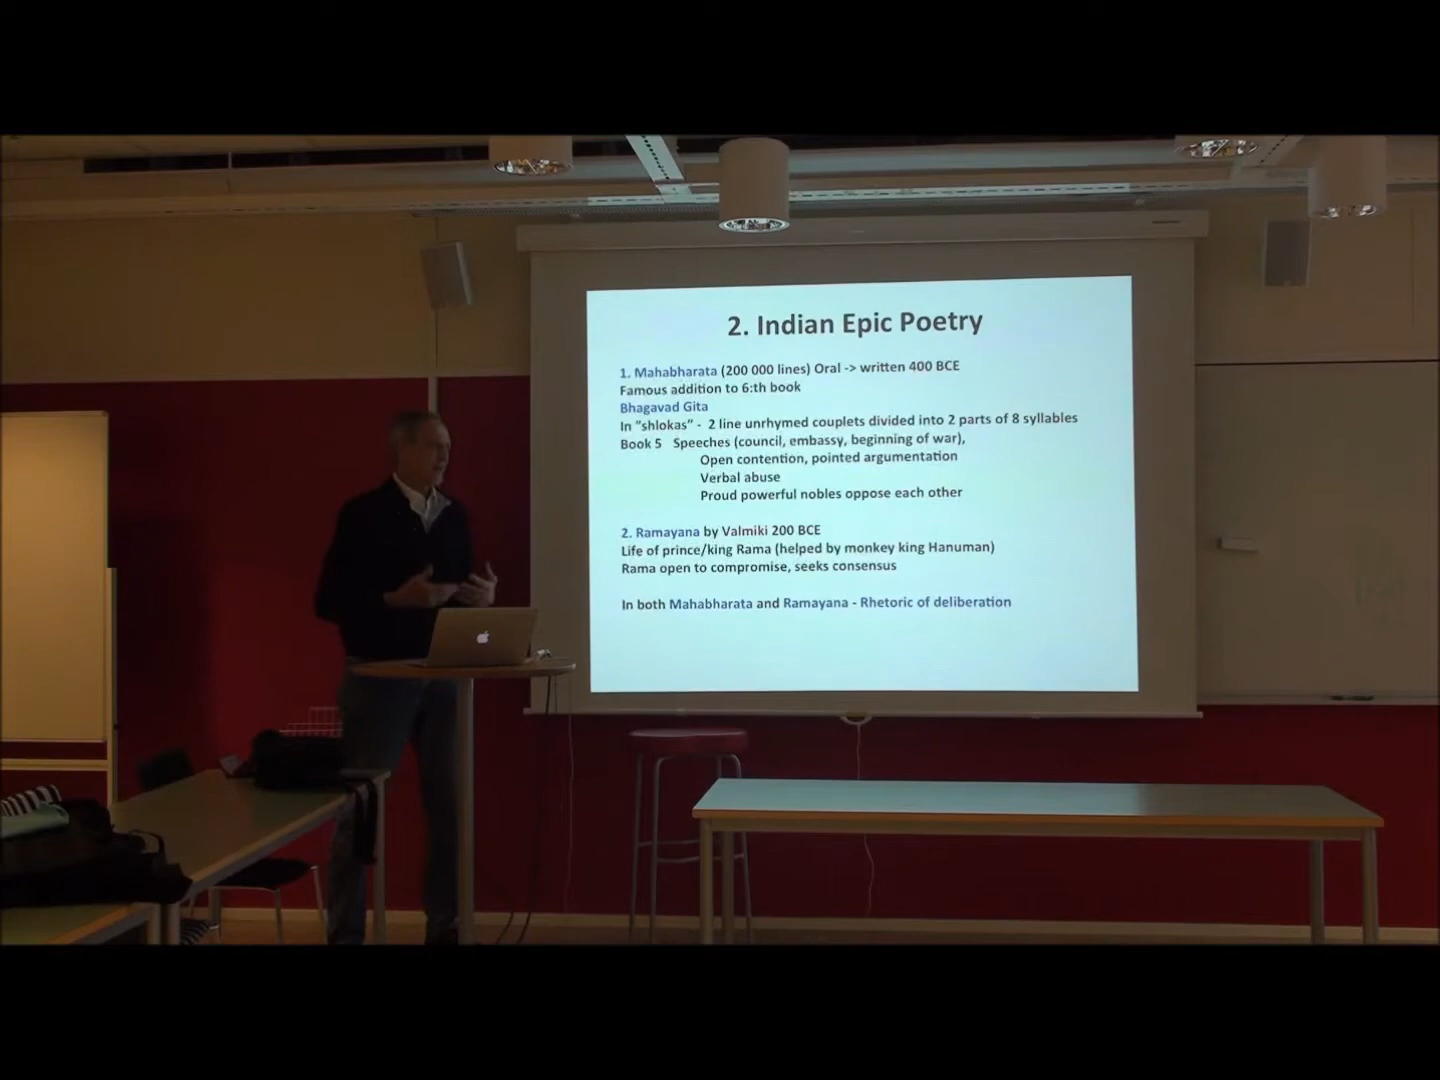 2. Indian Epic Poetry
1. Mahabharata (200 000 lines) Oral -> written 400 BCE
Famous addition to 6:th book
Bhagavad Gita
In "shlokas" - 2 line unrhymed couplets divided into 2 parts of 8 syllables
Book 5 Speeches (council, embassy, beginning of war),
Open contention, pointed argumentation
Verbal abuse
Proud powerful nobles oppose each other
2. Ramayana by Valmiki 200 BCE
Life of prince/king Rama (helped by monkey king Hanuman)
Rama open to compromise, seeks consensus
In both Mahabharata and Ramayana - Rhetoric of deliberation